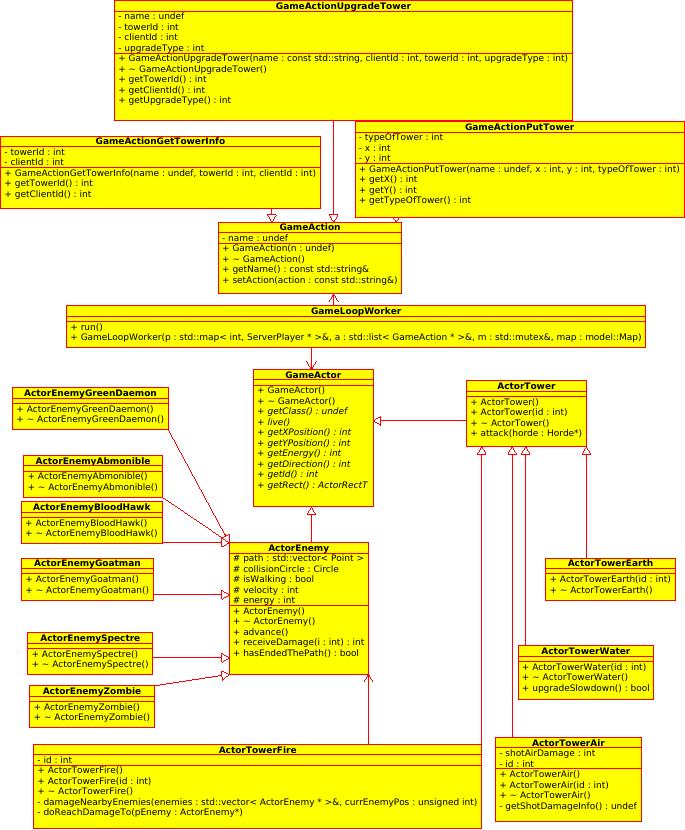 GameActionUpgradeTower
- name : undef
- towerId : int
- clientId : int
- upgradeType : int
+ GameActionUpgradeTower(name : const std::string, clientId : int, towerId : int, upgradeType : int)
+ ~ GameActionUpgradeTower()
+ getTowerId() : int
+ getClientId() : int
+ getUpgradeType() : int
GameActionGetTowerInfo
- towerId : int
- clientId : int
+ GameActionGetTowerInfo(name : undef, towerId : int, clientId : int)
+ getTowerId() : int
+ getClientId() : int
GameActionPutTower
- typeOfTower : int
- x : int
- y : int
+ GameActionPutTower(name : undef, x : int, y : int, typeOfTower : int)
+ getX() : int
+ getY() : int
+ getTypeOfTower() : int
GameAction
- name : undef
+ GameAction(n : undef)
+ ~ GameAction()
+ getName() : const std::string&
+ setAction(action : const std::string&)
GameLoopWorker
+ run()
+ GameLoopWorker(p : std::map< int, ServerPlayer * >&, a : std::list< GameAction * >&, m : std::mutex&, map : model::Map)
GameActor
+ GameActor()
+ ~ GameActor()
+ getClass() : undef
+ live()
+ getXPosition() : int
+ getYPosition() : int
+ getEnergy() : int
+ getDirection() : int
+ getId() : int
+ getRect() : ActorRectT
ActorTower
+ ActorTower()
+ ActorTower(id : int)
+ ~ ActorTower()
+ attack(horde : Horde*)
ActorEnemyGreenDaemon
+ ActorEnemyGreenDaemon()
+ ~ ActorEnemyGreenDaemon()
ActorEnemyAbmonible
+ ActorEnemyAbmonible()
+ ~ ActorEnemyAbmonible()
ActorEnemyBloodHawk
+ ActorEnemyBloodHawk()
+ ~ ActorEnemyBloodHawk()
ActorEnemyGoatman
+ ActorEnemyGoatman()
+ ~ ActorEnemyGoatman()
ActorEnemy
# path : std::vector< Point >
# collisionCircle : Circle
# isWalking : bool
# velocity : int
# energy : int
+ ActorEnemy()
+ ~ ActorEnemy()
+ advance()
+ receiveDamage(i : int) : int
+ hasEndedThePath() : bool
ActorTowerEarth
+ ActorTowerEarth(id : int)
+ ~ ActorTowerEarth()
ActorEnemySpectre
+ ActorEnemySpectre()
+ ~ ActorEnemySpectre()
ActorTowerWater
+ ActorTowerWater(id : int)
+ ~ ActorTowerWater()
+ upgradeSlowdown() : bool
ActorEnemyZombie
+ ActorEnemyZombie()
+ ~ ActorEnemyZombie()
ActorTowerFire
- id : int
+ ActorTowerFire()
+ ActorTowerFire(id : int)
+ ~ ActorTowerFire()
- damageNearbyEnemies(enemies : std::vector< ActorEnemy * >&, currEnemyPos : unsigned int)
- doReachDamageTo(pEnemy : ActorEnemy*)
ActorTowerAir
- shotAirDamage : int
- id : int
+ ActorTowerAir()
+ ActorTowerAir(id : int)
+ ~ ActorTowerAir()
- getShotDamageInfo() : undef